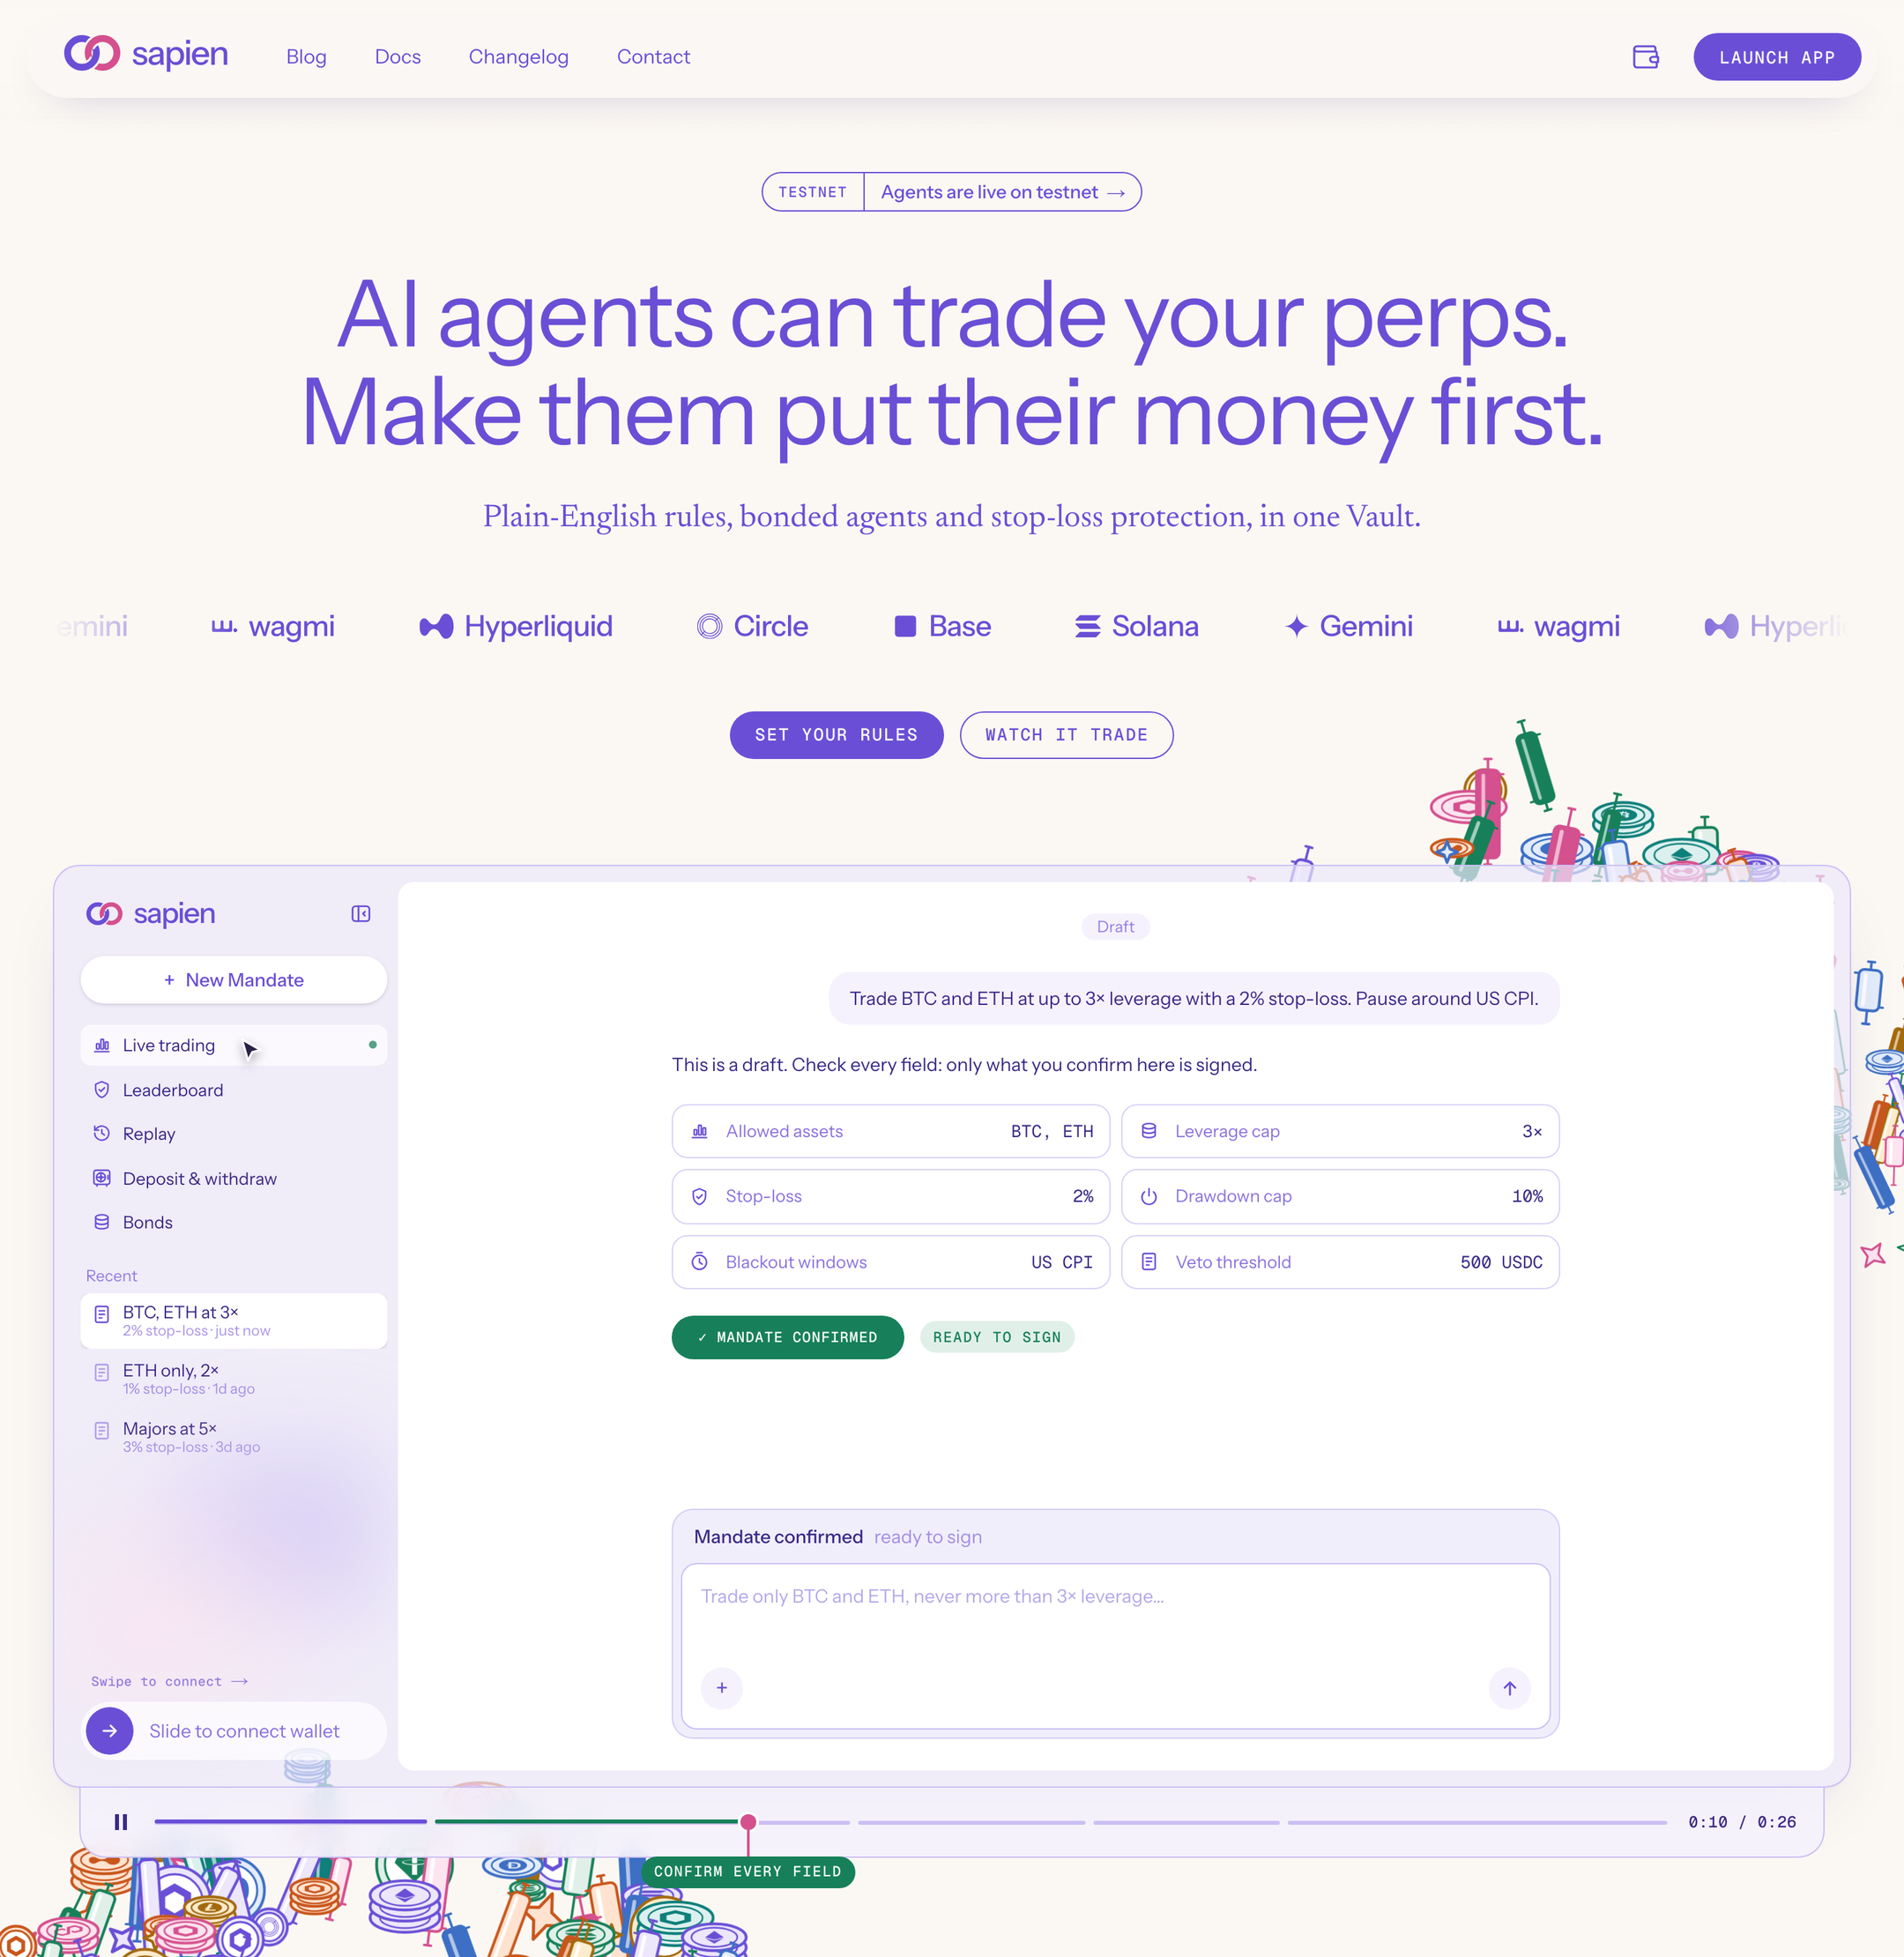 sapien
Blog
Docs
Changelog
Contact
LAUNCH APP
TESTNET
Agents are live on testnet →
AI agents can trade your perps.
Make them put their money first.
Plain-English rules, bonded agents and stop-loss protection, in one Vault.
emini
wagmi
Hyperliquid
Circle
Base
Solana
Gemini
wagmi
Hyperli
SET YOUR RULES
WATCH IT TRADE
sapien
+ New Mandate
Live trading
Leaderboard
Replay
Deposit & withdraw
Bonds
Recent
BTC, ETH at 3×
2% stop-loss · just now
ETH only, 2×
1% stop-loss · 1d ago
Majors at 5×
3% stop-loss · 3d ago
Swipe to connect →
Slide to connect wallet
Draft
Trade BTC and ETH at up to 3× leverage with a 2% stop-loss. Pause around US CPI.
This is a draft. Check every field: only what you confirm here is signed.
Allowed assets BTC, ETH
Leverage cap 3×
Stop-loss 2%
Drawdown cap 10%
Blackout windows US CPI
Veto threshold 500 USDC
✓ MANDATE CONFIRMED
READY TO SIGN
Mandate confirmed ready to sign
Trade only BTC and ETH, never more than 3× leverage...
0:10 / 0:26
CONFIRM EVERY FIELD